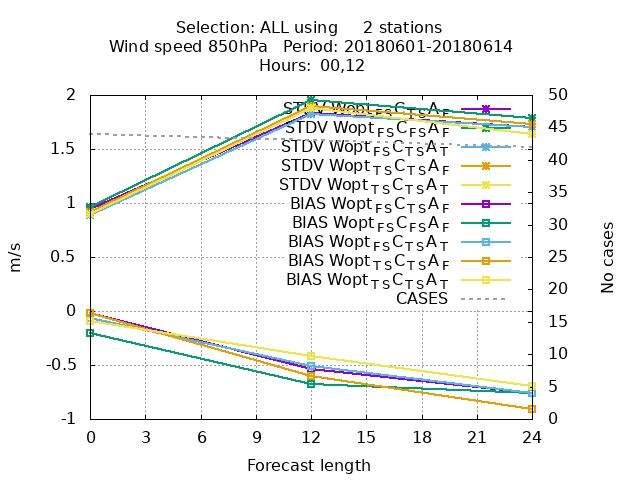 Selection: ALL using 2 stations
Wind speed 850hPa Period: 20180601-20180614
Hours: 00,12
2
1.5
1
0.5
0
-0.5
-1
m/s
50
45
40
35
30
25
20
15
10
5
0
No cases
STDV Wopt FS C TS A F
STDV Wopt FS C FS A F
STDV Wopt FS C TS A T
STDV Wopt TS C TS A F
STDV Wopt TS C TS A T
BIAS Wopt FS C TS A F
BIAS Wopt FS C FS A F
BIAS Wopt FS C TS A T
BIAS Wopt TS C TS A F
BIAS Wopt TS C TS A T
CASES
0 3 6 9 12 15 18 21 24
Forecast length